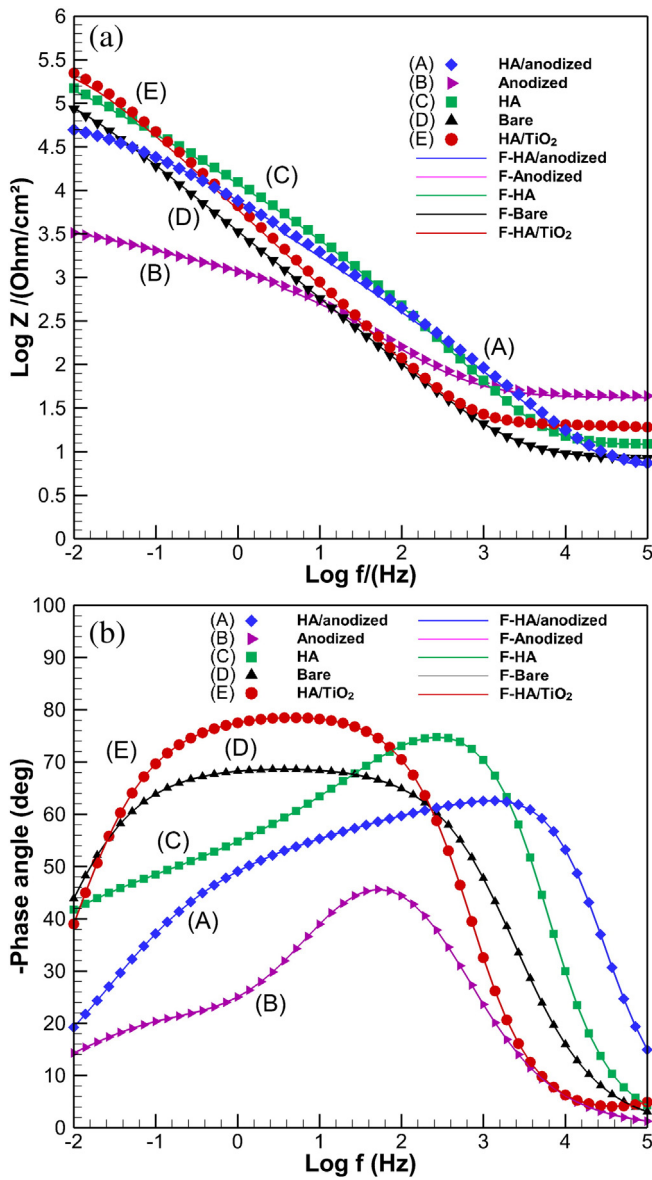 (a)
6
5.5
5
4.5
4
3.5
3
2.5
2
1.5
1
0.5
0
Log Z /(Ohm/cm²)
(A) HA/anodized
(B) Anodized
(C) HA
(D) Bare
(E) HA/TiO₂
F-HA/anodized
F-Anodized
F-HA
F-Bare
F-HA/TiO₂
(E)
(C)
(D)
(B)
(A)
-2 -1 0 1 2 3 4 5
Log f/(Hz)
(b)
100
90
80
70
60
50
40
30
20
10
0
-Phase angle (deg)
(A) HA/anodized F-HA/anodized
(B) Anodized F-Anodized
(C) HA F-HA
(D) Bare F-Bare
(E) HA/TiO₂ F-HA/TiO₂
(E)
(D)
(C)
(A)
(B)
-2 -1 0 1 2 3 4 5
Log f (Hz)